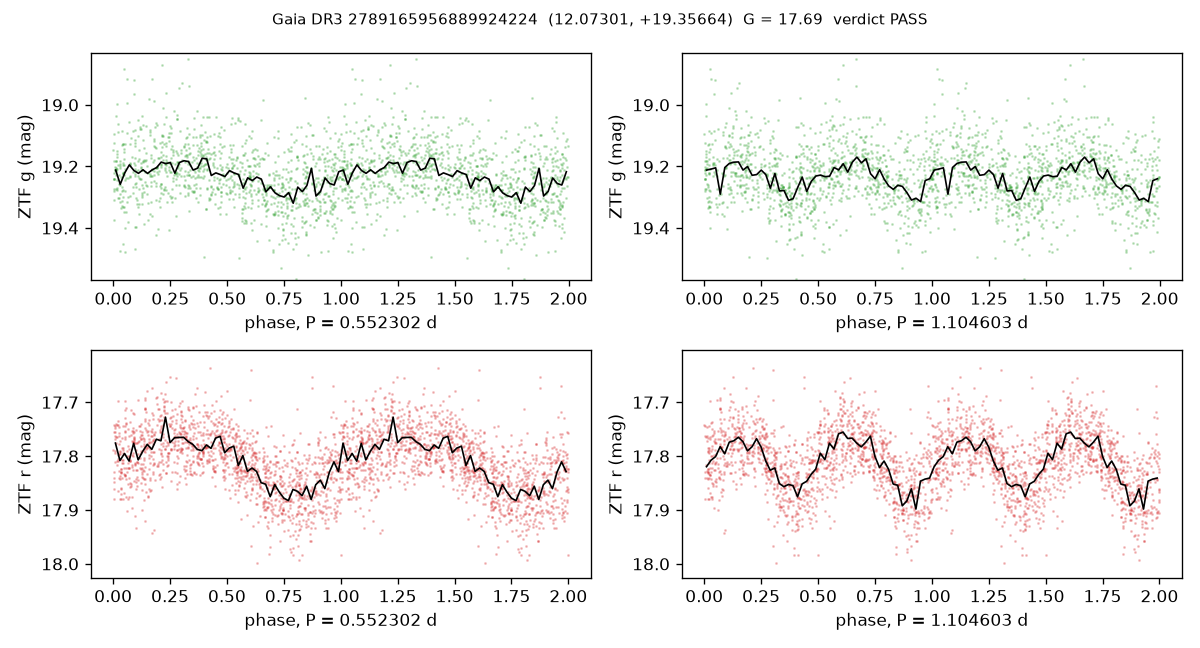 Gaia DR3 2789165956889924224 (12.07301, +19.35664) G = 17.69 verdict PASS
ZTF g (mag)
19.0
19.2
19.4
0.00 0.25 0.50 0.75 1.00 1.25 1.50 1.75 2.00
phase, P = 0.552302 d
ZTF g (mag)
19.0
19.2
19.4
0.00 0.25 0.50 0.75 1.00 1.25 1.50 1.75 2.00
phase, P = 1.104603 d
ZTF r (mag)
17.7
17.8
17.9
18.0
0.00 0.25 0.50 0.75 1.00 1.25 1.50 1.75 2.00
phase, P = 0.552302 d
ZTF r (mag)
17.7
17.8
17.9
18.0
0.00 0.25 0.50 0.75 1.00 1.25 1.50 1.75 2.00
phase, P = 1.104603 d